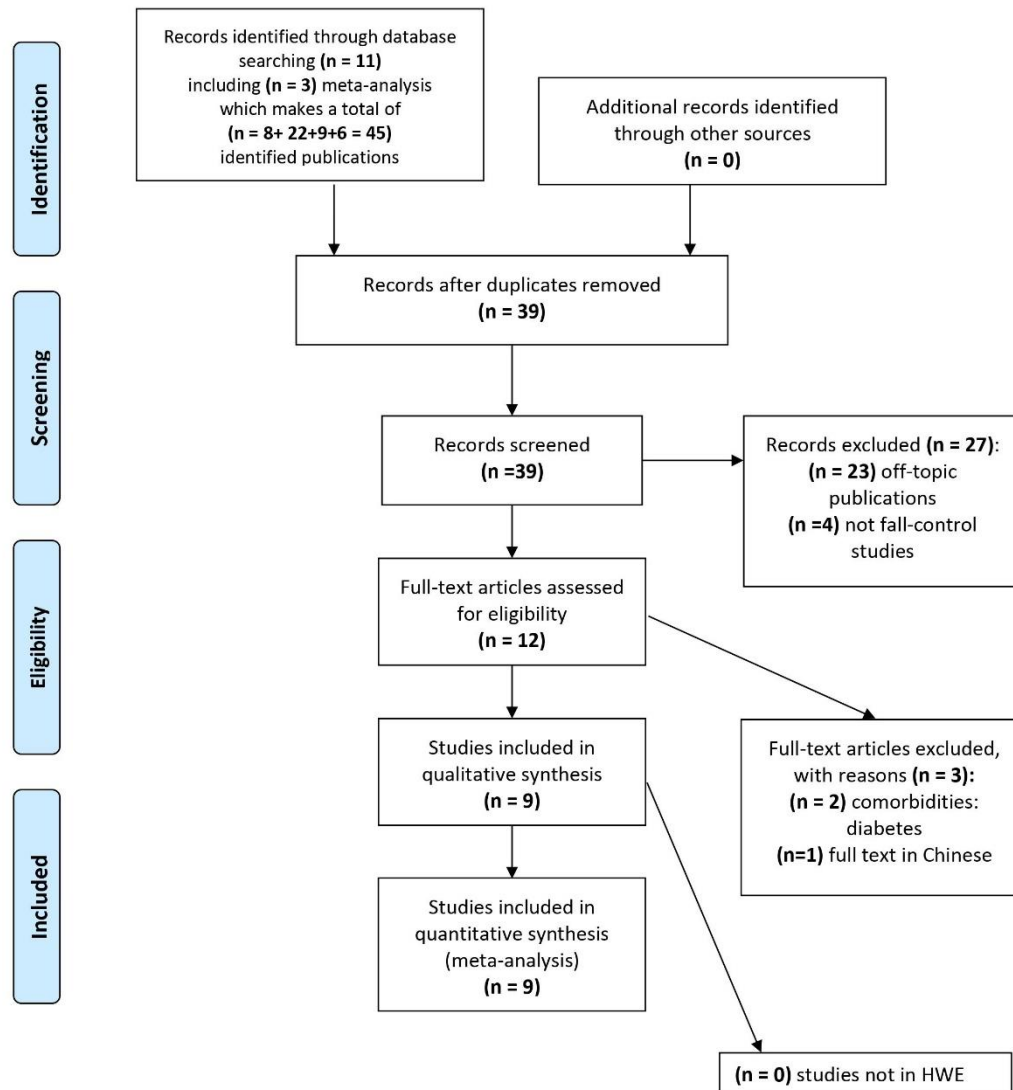 Identification
Records identified through database
searching (n = 11)
including (n = 3) meta-analysis
which makes a total of
(n = 8+ 22+9+6 = 45)
identified publications
Additional records identified
through other sources
(n = 0)
Records after duplicates removed
(n = 39)
Screening
Records screened
(n =39)
Records excluded (n = 27):
(n = 23) off-topic
publications
(n =4) not fall-control
studies
Eligibility
Full-text articles assessed
for eligibility
(n = 12)
Full-text articles excluded,
with reasons (n = 3):
(n = 2) comorbidities:
diabetes
(n=1) full text in Chinese
Studies included in
qualitative synthesis
(n = 9)
Included
Studies included in
quantitative synthesis
(meta-analysis)
(n = 9)
(n = 0) studies not in HWE